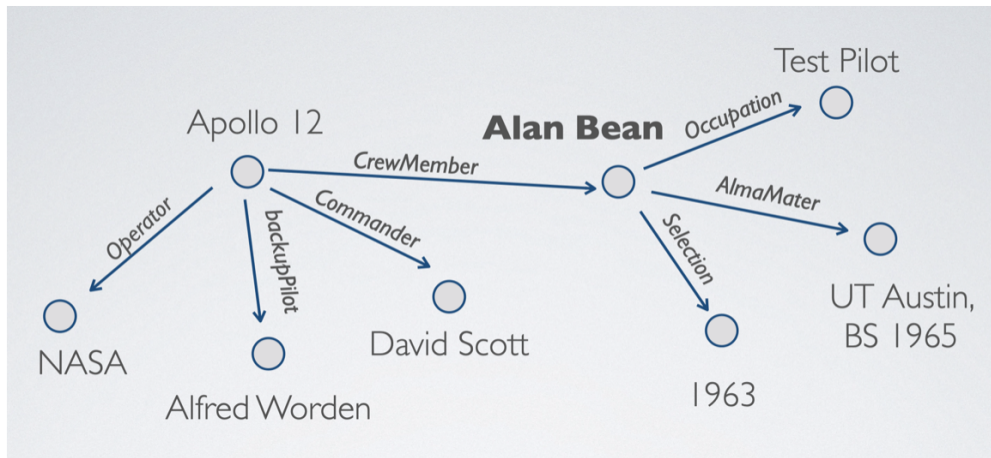 Test Pilot
Apollo 12
Alan Bean
Occupation
CrewMember
AlmaMater
Operator
backupPilot
Commander
Selection
UT Austin,
BS 1965
NASA
David Scott
Alfred Worden
1963